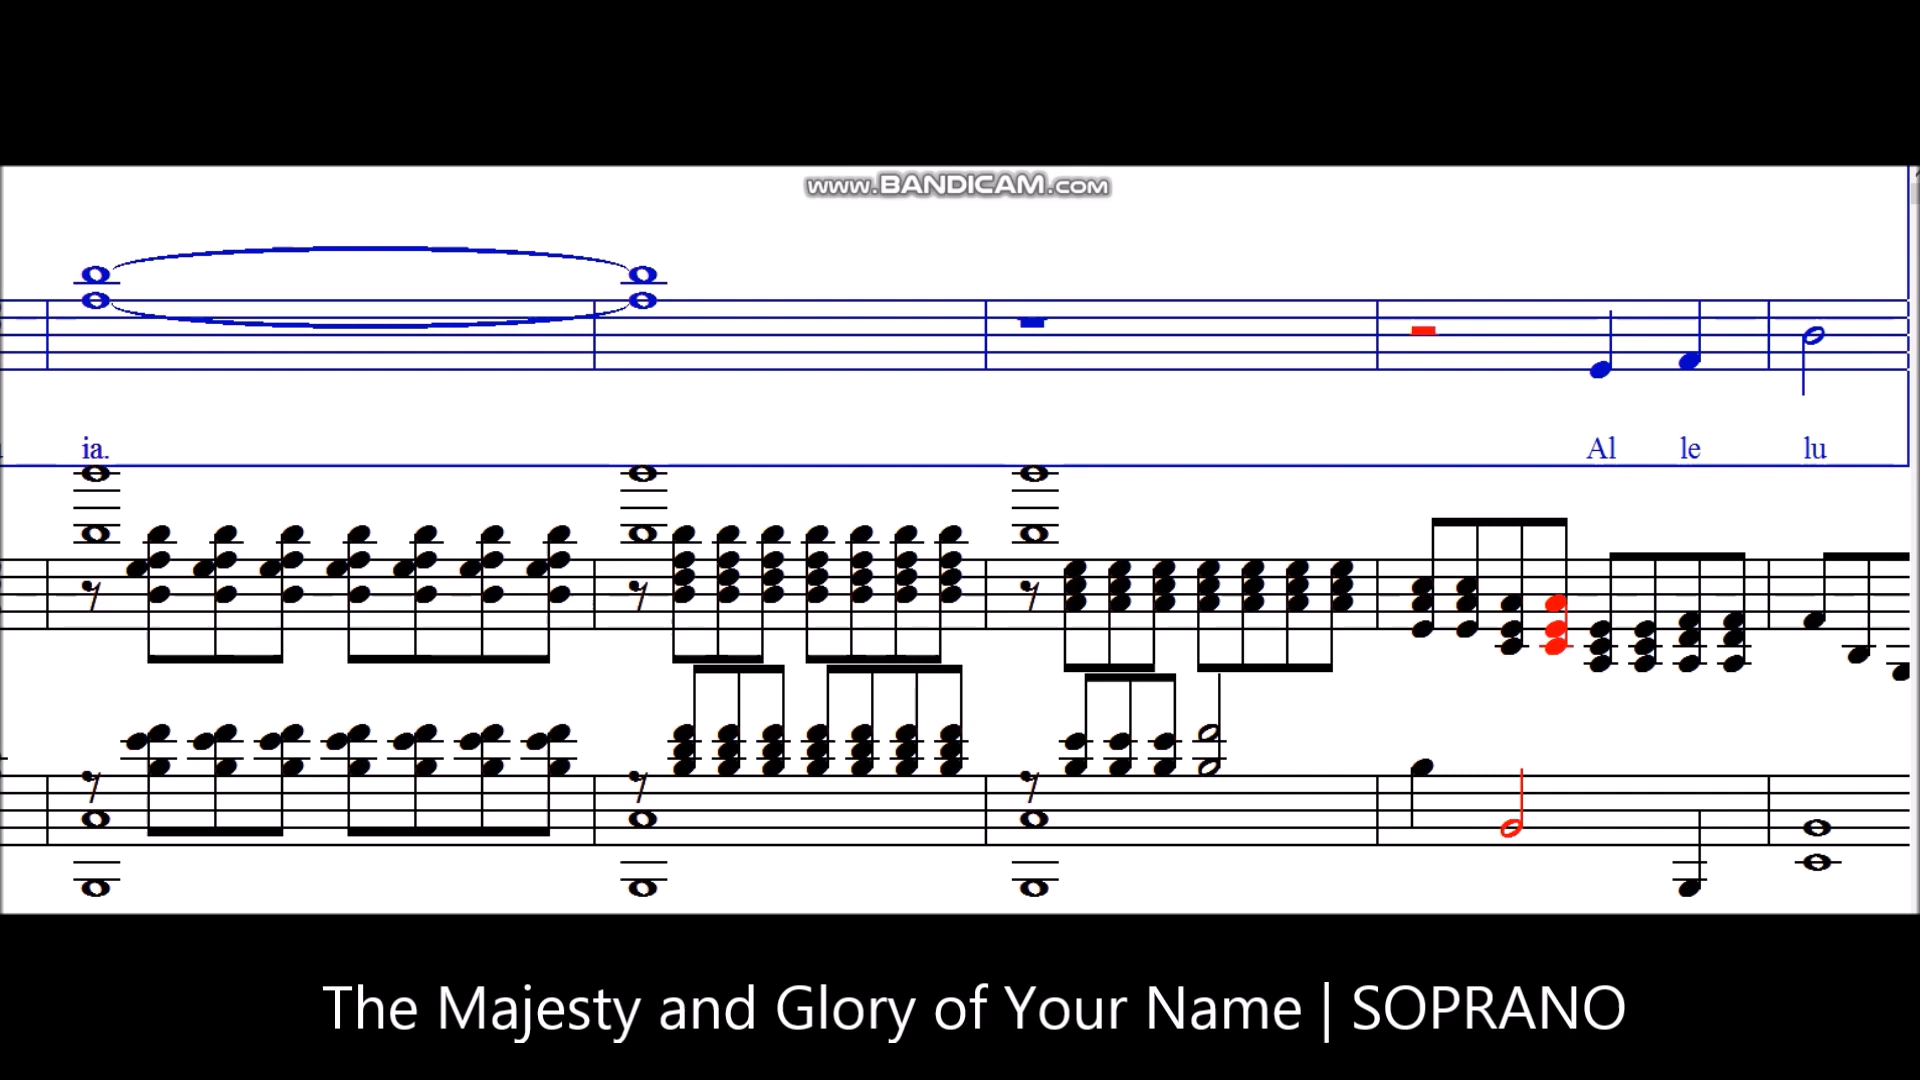 www.BANDICAM.com
ia.
Al le lu
The Majesty and Glory of Your Name | SOPRANO